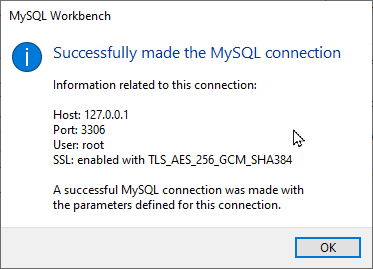 MySQL Workbench
Successfully made the MySQL connection
Information related to this connection:
Host: 127.0.0.1
Port: 3306
User: root
SSL: enabled with TLS_AES_256_GCM_SHA384
A successful MySQL connection was made with
the parameters defined for this connection.
OK